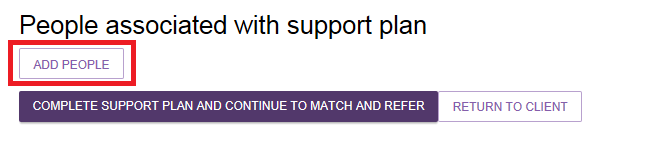 People associated with support plan
ADD PEOPLE
COMPLETE SUPPORT PLAN AND CONTINUE TO MATCH AND REFER RETURN TO CLIENT